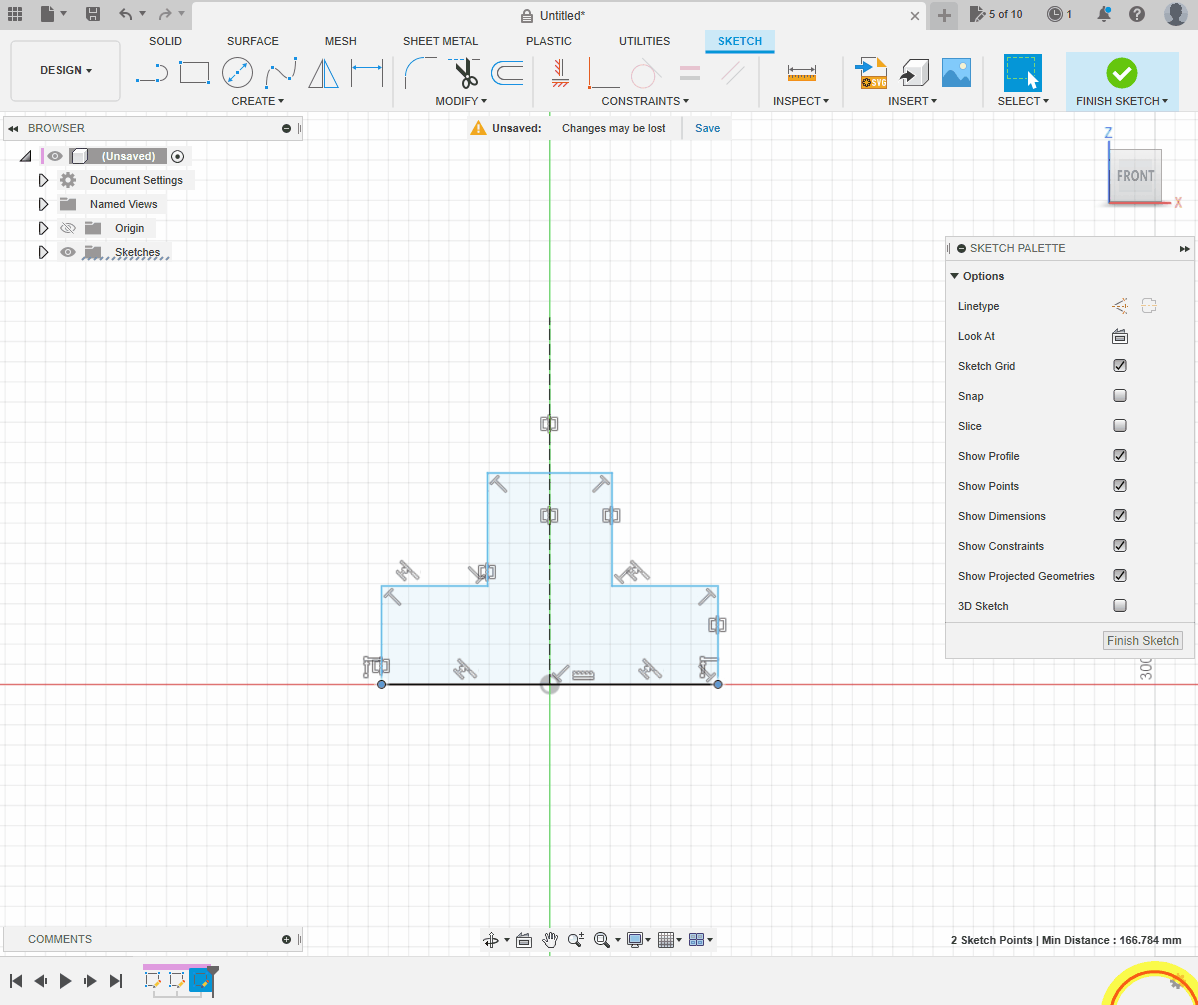 Untitled*
5 of 10
1
DESIGN
SOLID
SURFACE
MESH
SHEET METAL
PLASTIC
UTILITIES
SKETCH
SVG
CREATE
MODIFY
CONSTRAINTS
INSPECT
INSERT
SELECT
FINISH SKETCH
BROWSER
Unsaved: Changes may be lost Save
(Unsaved)
Document Settings
Named Views
Origin
Sketches
Z
FRONT
X
SKETCH PALETTE
Options
Linetype
Look At
Sketch Grid
Snap
Slice
Show Profile
Show Points
Show Dimensions
Show Constraints
Show Projected Geometries
3D Sketch
Finish Sketch
300
COMMENTS
2 Sketch Points | Min Distance : 166.784 mm